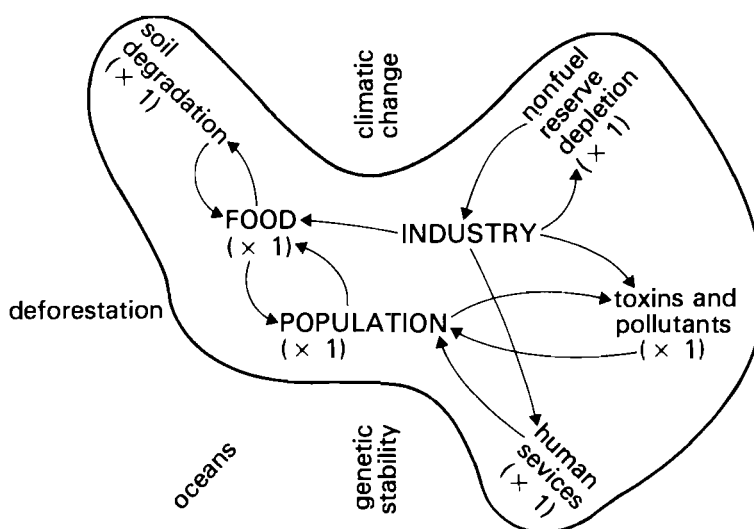 soil
degradation
(× 1)
climatic
change
nonfuel
reserve
depletion
(× 1)
FOOD
(× 1)
INDUSTRY
deforestation
POPULATION
(× 1)
toxins and
pollutants
(× 1)
oceans
genetic
stability
human
sevices
(× 1)